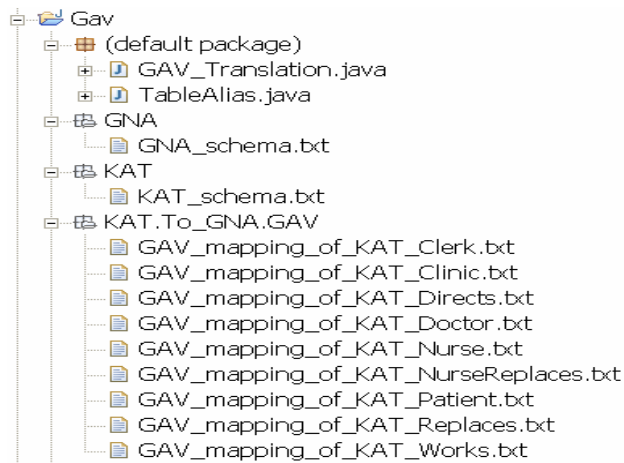 Gav
(default package)
GAV_Translation.java
TableAlias.java
GNA
GNA_schema.txt
KAT
KAT_schema.txt
KAT.To_GNA.GAV
GAV_mapping_of_KAT_Clerk.txt
GAV_mapping_of_KAT_Clinic.txt
GAV_mapping_of_KAT_Directs.txt
GAV_mapping_of_KAT_Doctor.txt
GAV_mapping_of_KAT_Nurse.txt
GAV_mapping_of_KAT_NurseReplaces.txt
GAV_mapping_of_KAT_Patient.txt
GAV_mapping_of_KAT_Replaces.txt
GAV_mapping_of_KAT_Works.txt